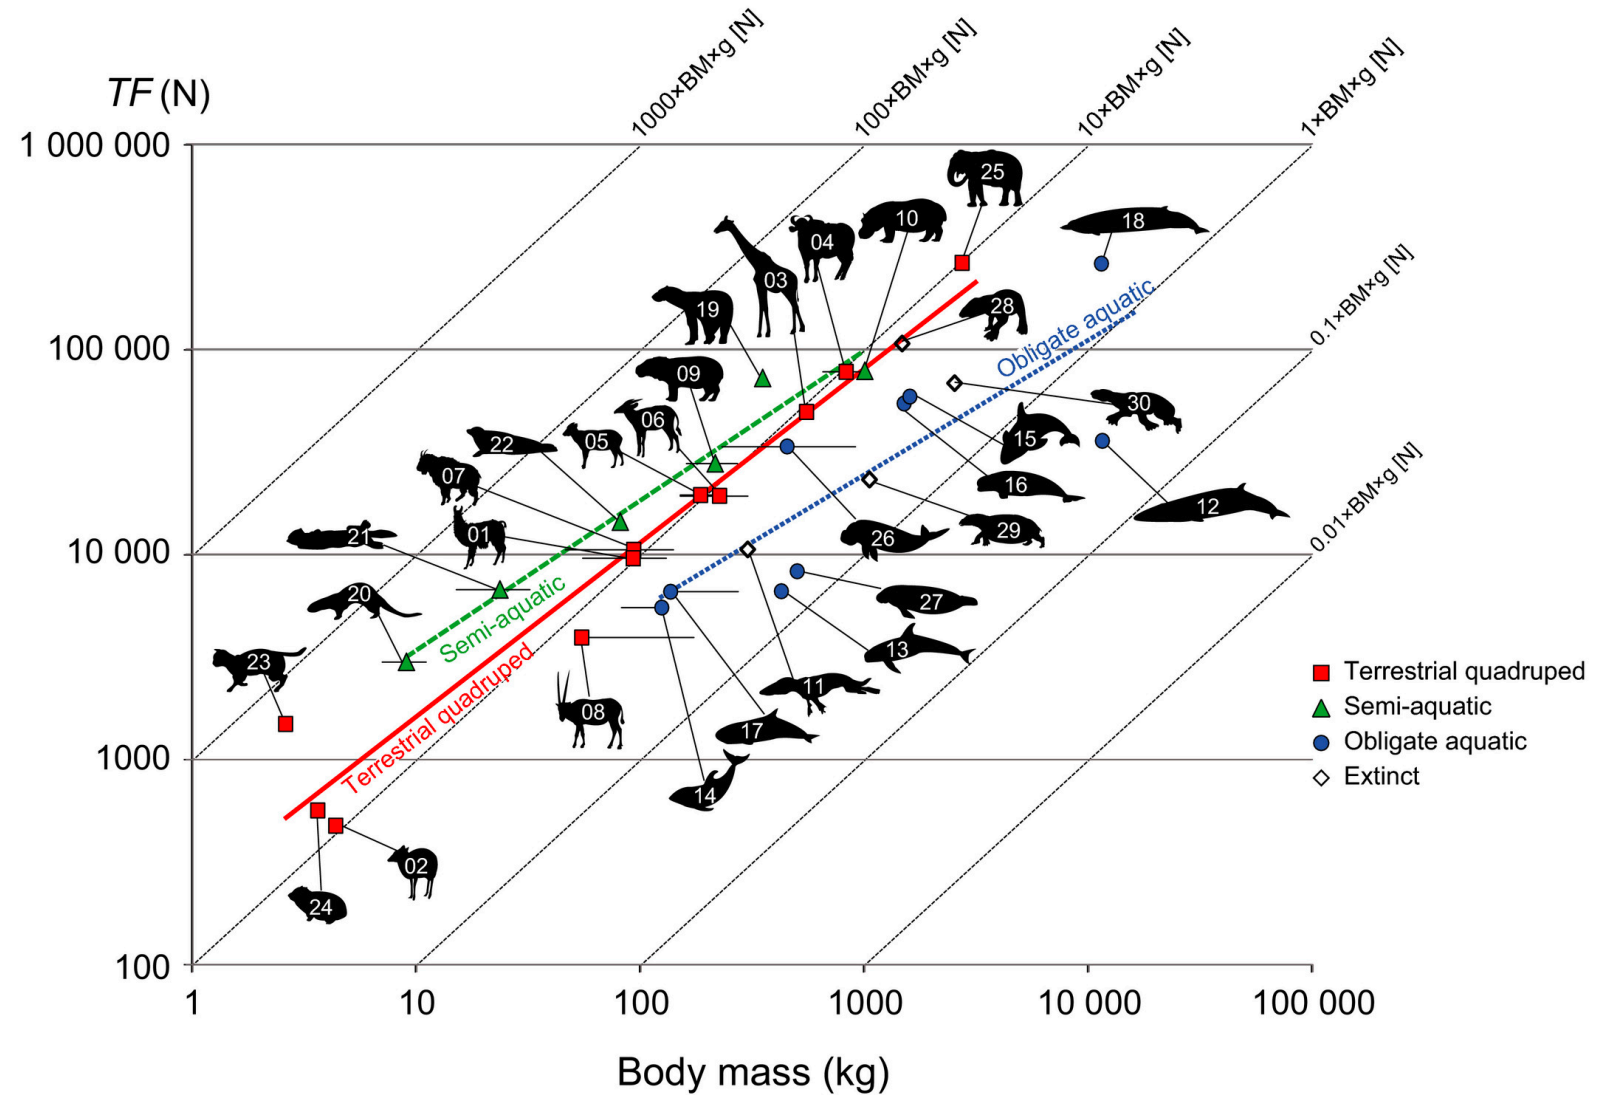 TF (N)
1000×BM×g [N]
100×BM×g [N]
10×BM×g [N]
1×BM×g [N]
0.1×BM×g [N]
0.01×BM×g [N]
1 000 000
100 000
10 000
1000
100
1
10
100
1000
10 000
100 000
Body mass (kg)
25
18
10
04
03
19
28
09
30
06
05
22
15
07
16
12
01
21
26
29
20
27
23
13
11
08
17
14
02
24
Obligate aquatic
Semi-aquatic
Terrestrial quadruped
Terrestrial quadruped
Semi-aquatic
Obligate aquatic
Extinct